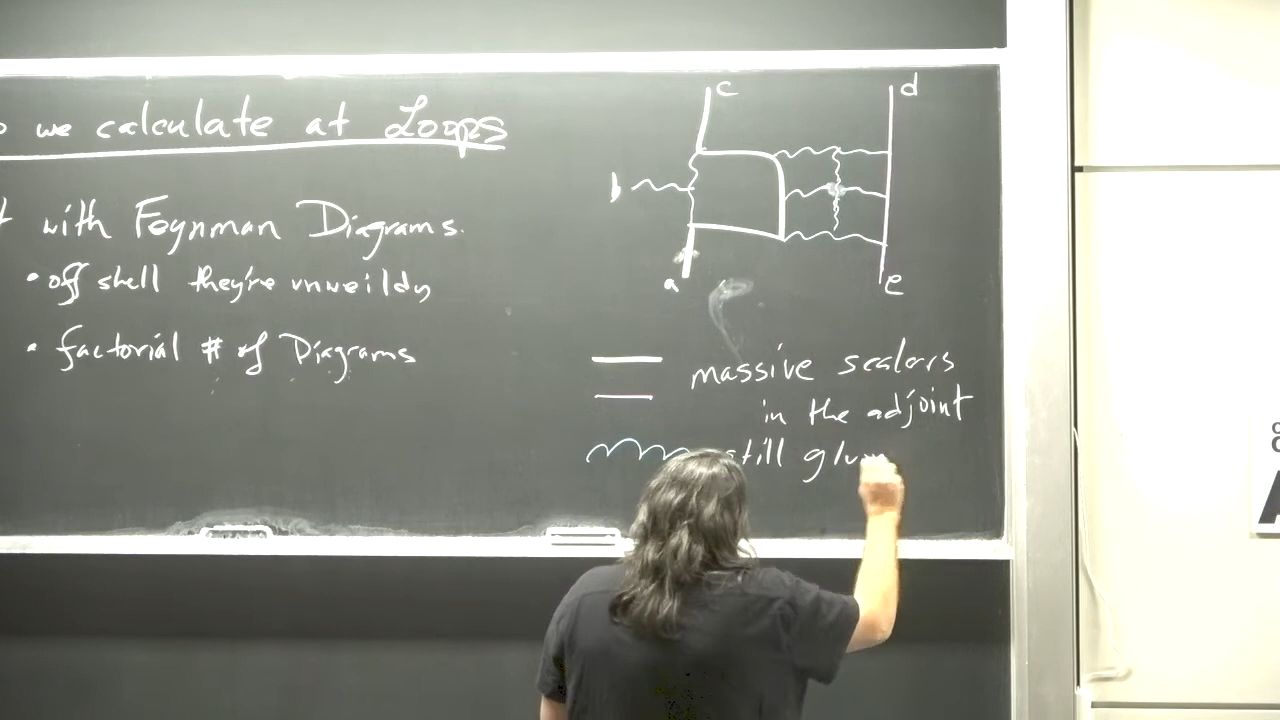 we calculate at Loops
with Feynman Diagrams.
• off shell they're unweildy
• factorial # of Diagrams
c
d
b
a
e
massive scalars
in the adjoint
still glu